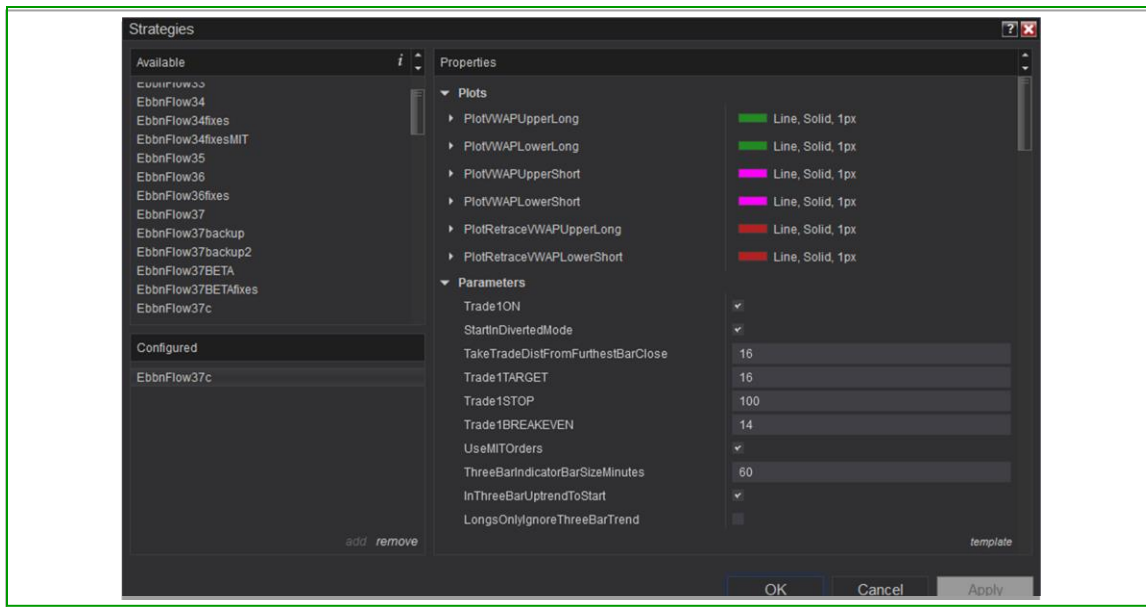 Strategies
Available
i
EbbnFlow33
EbbnFlow34
EbbnFlow34fixes
EbbnFlow34fixesMIT
EbbnFlow35
EbbnFlow36
EbbnFlow36fixes
EbbnFlow37
EbbnFlow37backup
EbbnFlow37backup2
EbbnFlow37BETA
EbbnFlow37BETAfixes
EbbnFlow37c
Configured
EbbnFlow37c
add remove
Properties
Plots
PlotVWAPUpperLong Line, Solid, 1px
PlotVWAPLowerLong Line, Solid, 1px
PlotVWAPUpperShort Line, Solid, 1px
PlotVWAPLowerShort Line, Solid, 1px
PlotRetraceVWAPUpperLong Line, Solid, 1px
PlotRetraceVWAPLowerShort Line, Solid, 1px
Parameters
Trade1ON
StartInDivertedMode
TakeTradeDistFromFurthestBarClose 16
Trade1TARGET 16
Trade1STOP 100
Trade1BREAKEVEN 14
UseMITOrders
ThreeBarIndicatorBarSizeMinutes 60
InThreeBarUptrendToStart
LongsOnlyIgnoreThreeBarTrend
template
OK Cancel Apply